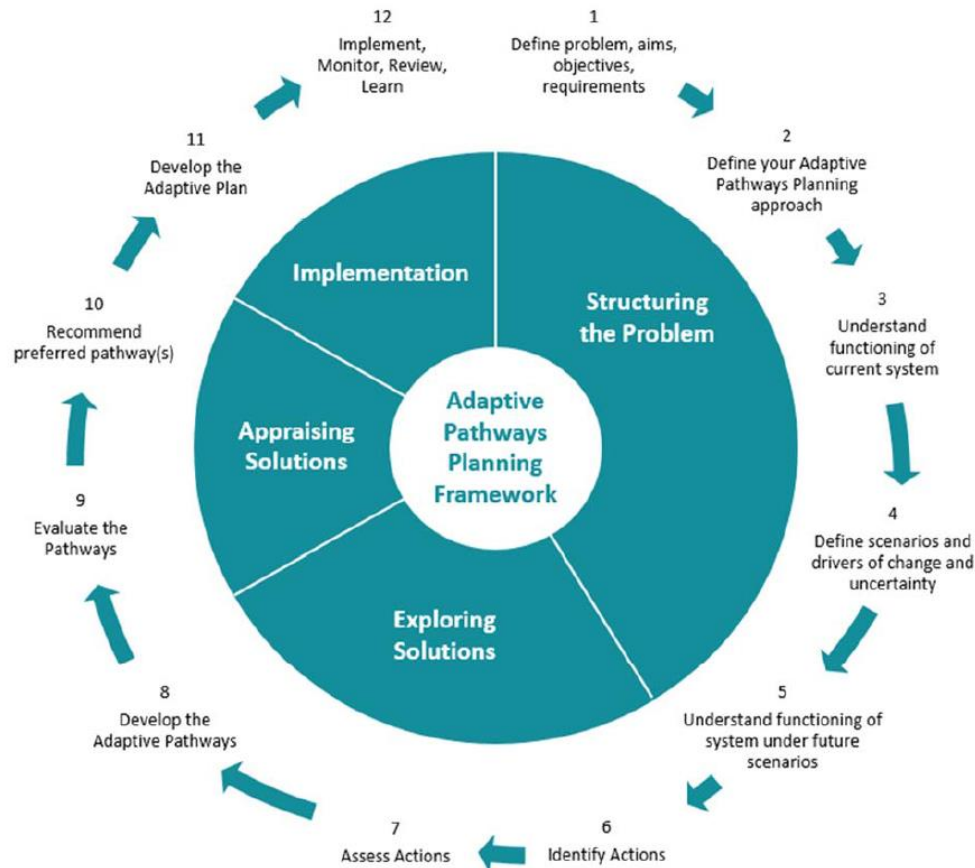 1
Define problem, aims,
objectives,
requirements
2
Define your Adaptive
Pathways Planning
approach
3
Understand
functioning of
current system
4
Define scenarios and
drivers of change and
uncertainty
5
Understand functioning of
system under future
scenarios
6
Identify Actions
7
Assess Actions
8
Develop the
Adaptive Pathways
9
Evaluate the
Pathways
10
Recommend
preferred pathway(s)
11
Develop the
Adaptive Plan
12
Implement,
Monitor, Review,
Learn
Structuring
the Problem
Exploring
Solutions
Appraising
Solutions
Implementation
Adaptive
Pathways
Planning
Framework